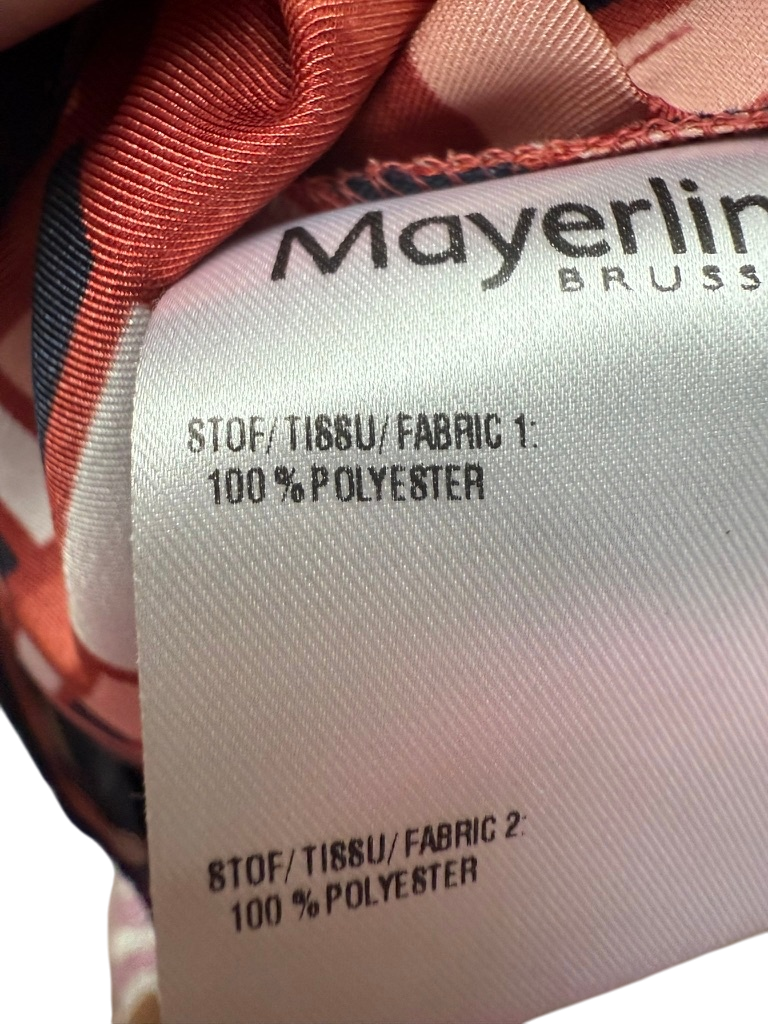 Mayerlin
BRUSS
STOF/TISSU/FABRIC 1:
100 % POLYESTER
STOF/TISSU/FABRIC 2:
100 % POLYESTER